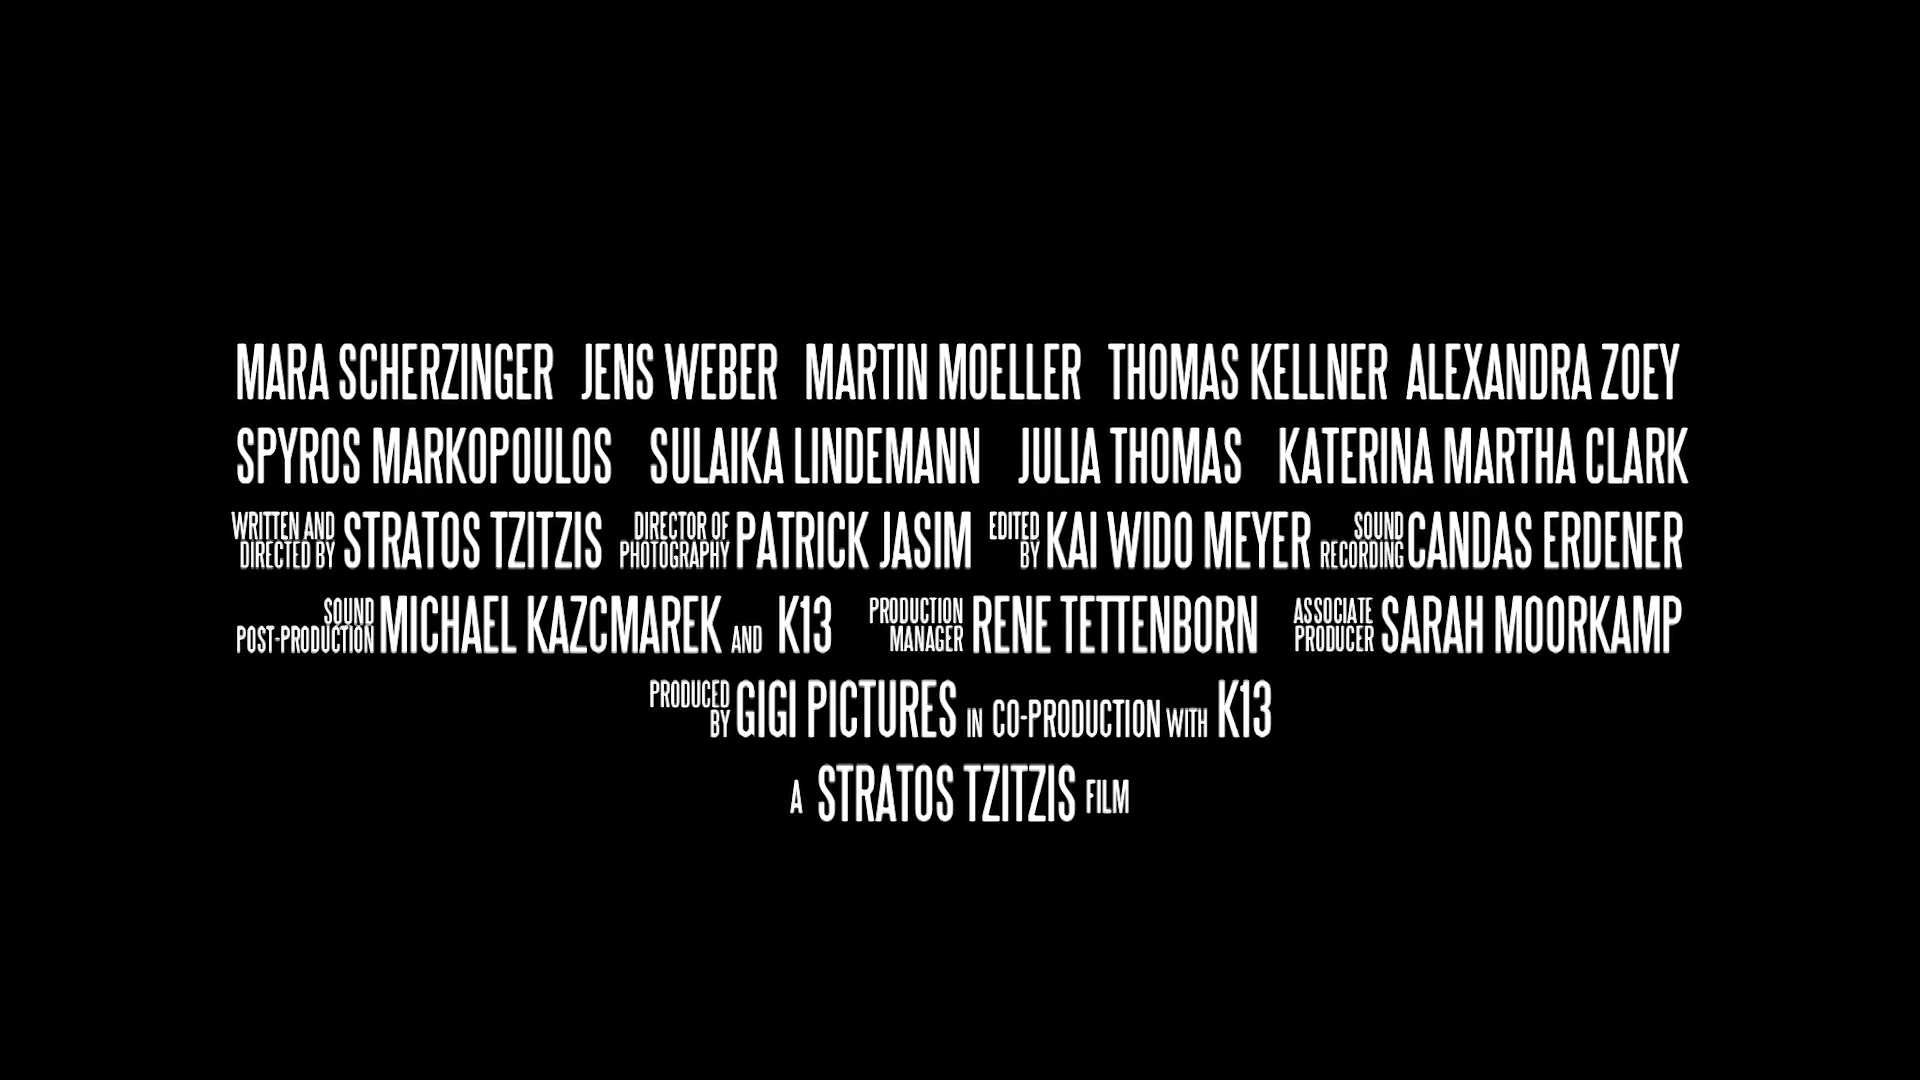 MARA SCHERZINGER JENS WEBER MARTIN MOELLER THOMAS KELLNER ALEXANDRA ZOEY
SPYROS MARKOPOULOS SULAIKA LINDEMANN JULIA THOMAS KATERINA MARTHA CLARK
WRITTEN AND DIRECTED BY STRATOS TZITZIS DIRECTOR OF PHOTOGRAPHY PATRICK JASIM EDITED BY KAI WIDO MEYER SOUND RECORDING CANDAS ERDENER
SOUND POST-PRODUCTION MICHAEL KAZCMAREK AND K13 PRODUCTION MANAGER RENE TETTENBORN ASSOCIATE PRODUCER SARAH MOORKAMP
PRODUCED BY GIGI PICTURES IN CO-PRODUCTION WITH K13
A STRATOS TZITZIS FILM